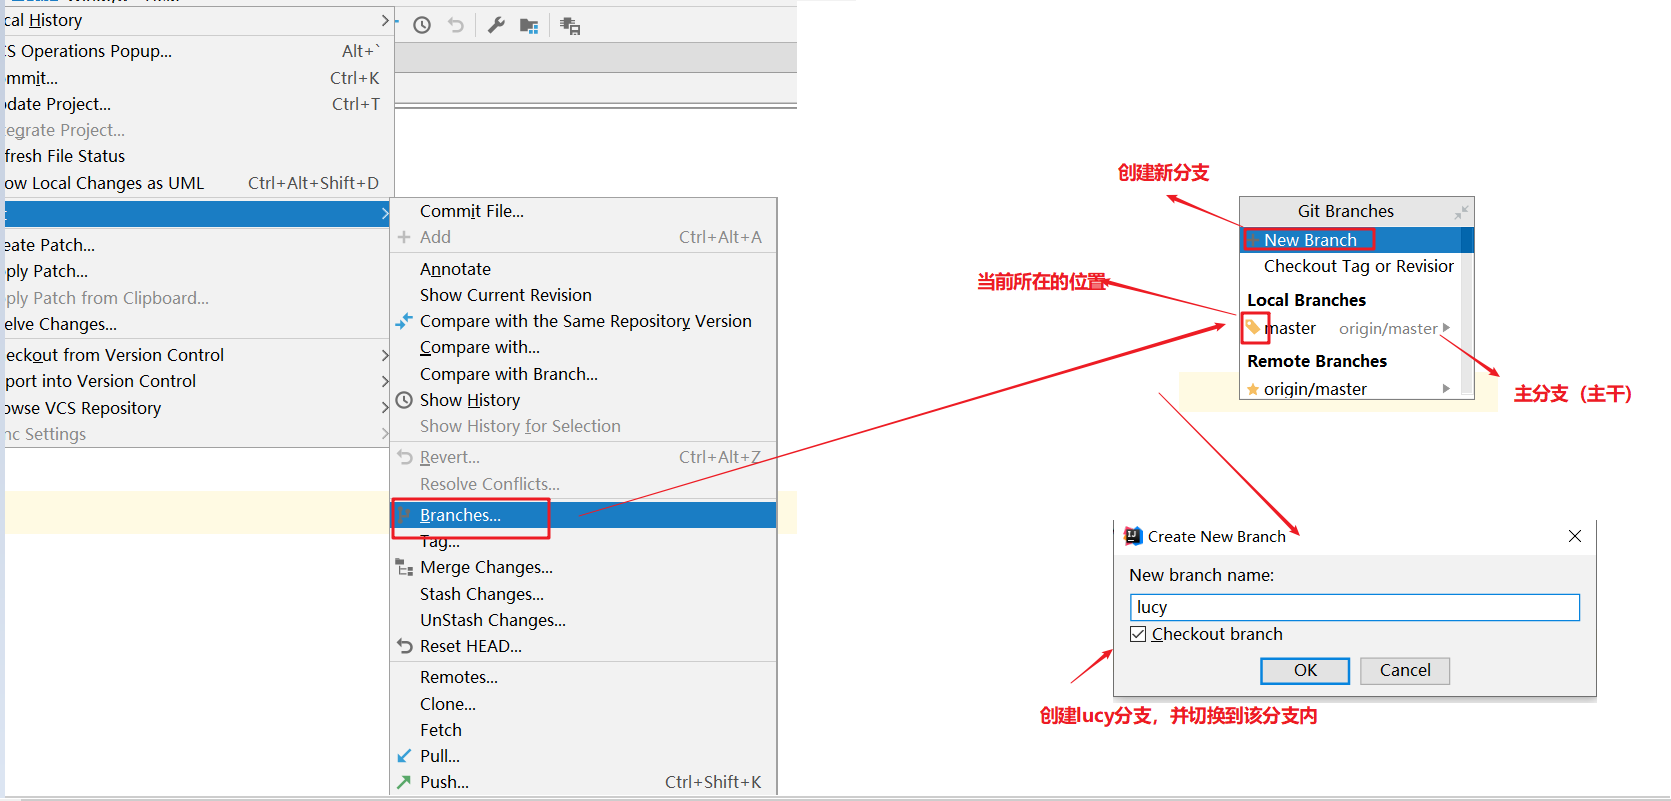 cal History
CS Operations Popup... Alt+`
ommit... Ctrl+K
pdate Project... Ctrl+T
tegrate Project...
fresh File Status
ow Local Changes as UML Ctrl+Alt+Shift+D
eate Patch...
ply Patch...
ply Patch from Clipboard...
elve Changes...
eckout from Version Control
port into Version Control
owse VCS Repository
nc Settings
Commit File...
Add Ctrl+Alt+A
Annotate
Show Current Revision
Compare with the Same Repository Version
Compare with...
Compare with Branch...
Show History
Show History for Selection
Revert... Ctrl+Alt+Z
Resolve Conflicts...
Branches...
Tag...
Merge Changes...
Stash Changes...
UnStash Changes...
Reset HEAD...
Remotes...
Clone...
Fetch
Pull...
Push... Ctrl+Shift+K
创建新分支
当前所在的位置
Git Branches
New Branch
Checkout Tag or Revisior
Local Branches
master origin/master
Remote Branches
origin/master
主分支（主干）
Create New Branch
New branch name:
lucy
Checkout branch
OK Cancel
创建lucy分支，并切换到该分支内